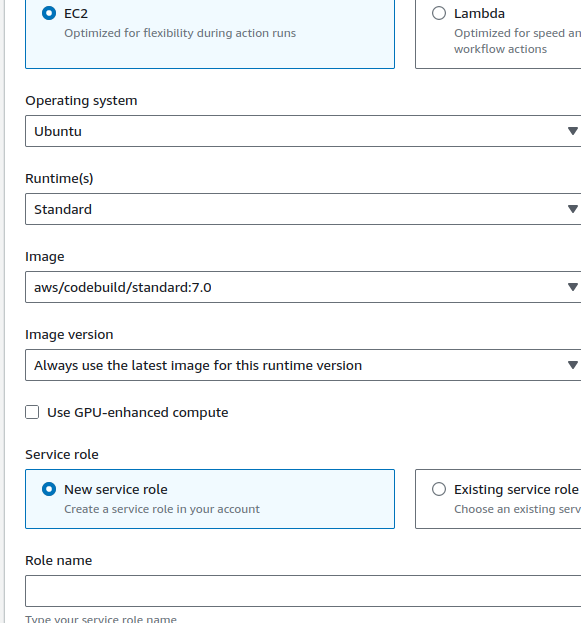 EC2
Optimized for flexibility during action runs
Lambda
Optimized for speed an
workflow actions
Operating system
Ubuntu
Runtime(s)
Standard
Image
aws/codebuild/standard:7.0
Image version
Always use the latest image for this runtime version
Use GPU-enhanced compute
Service role
New service role
Create a service role in your account
Existing service role
Choose an existing serv
Role name
Type your service role name